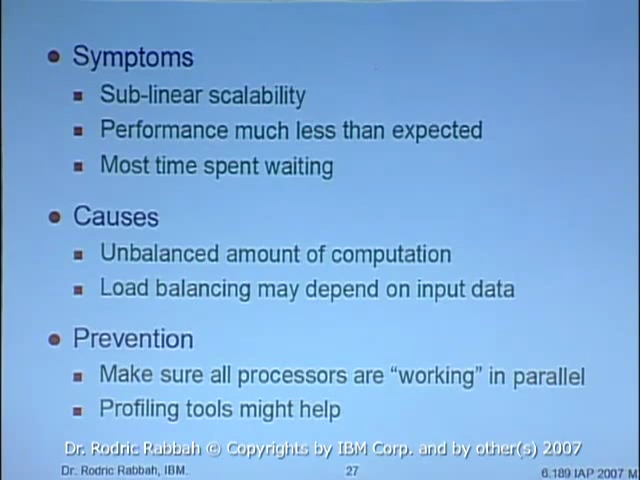 Symptoms
Sub-linear scalability
Performance much less than expected
Most time spent waiting
Causes
Unbalanced amount of computation
Load balancing may depend on input data
Prevention
Make sure all processors are “working” in parallel
Profiling tools might help
Dr. Rodric Rabbah © Copyrights by IBM Corp. and by other(s) 2007
Dr. Rodric Rabbah, IBM. 27 6.189 IAP 2007 M